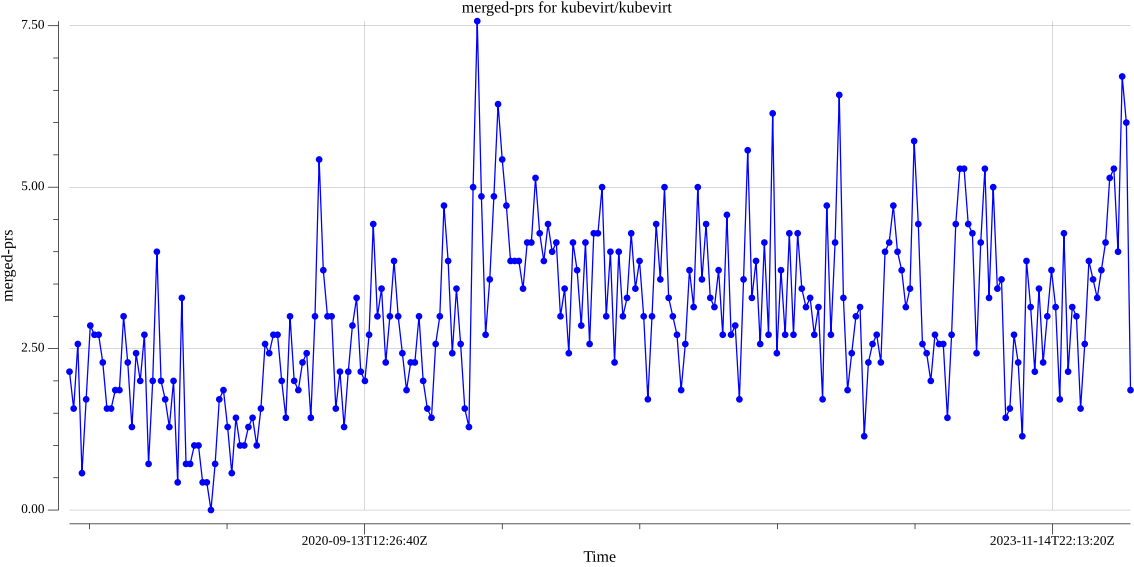 merged-prs for kubevirt/kubevirt
7.50
5.00
merged-prs
2.50
0.00
2020-09-13T12:26:40Z
2023-11-14T22:13:20Z
Time